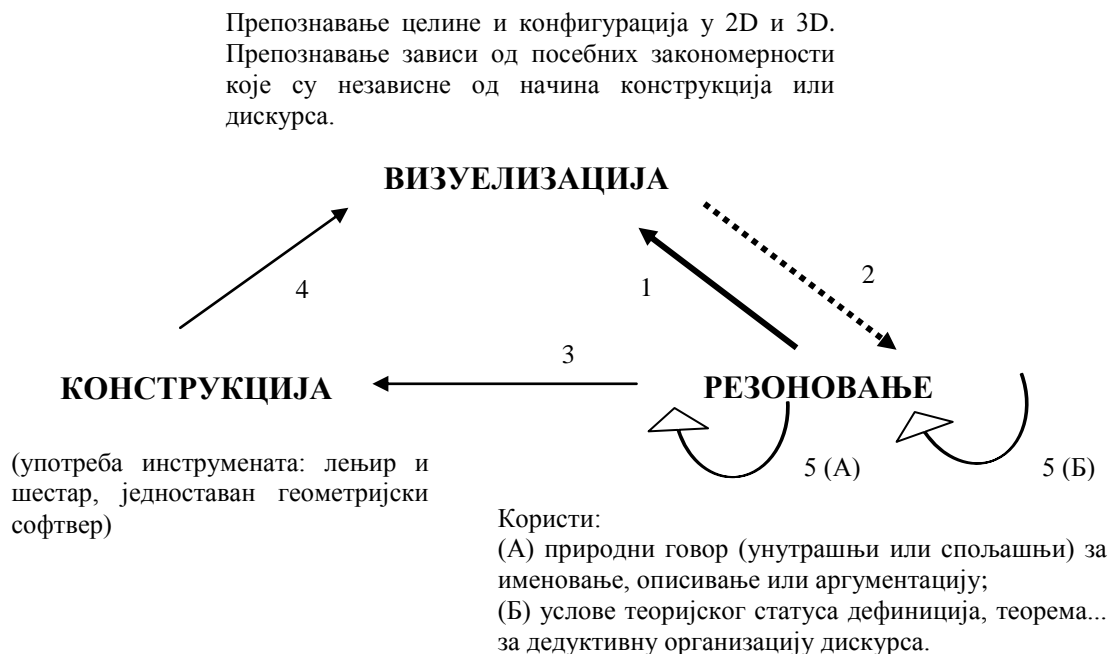 Препознавање целине и конфигурација у 2D и 3D.
Препознавање зависи од посебних закономерности
које су независне од начина конструкција или
дискурса.
ВИЗУЕЛИЗАЦИЈА
4
1
2
3
КОНСТРУКЦИЈА
РЕЗОНОВАЊЕ
(употреба инструмената: лењир и
шестар, једноставан геометријски
софтвер)
5 (А)
5 (Б)
Користи:
(А) природни говор (унутрашњи или спољашњи) за
именовање, описивање или аргументацију;
(Б) услове теоријског статуса дефиниција, теорема...
за дедуктивну организацију дискурса.